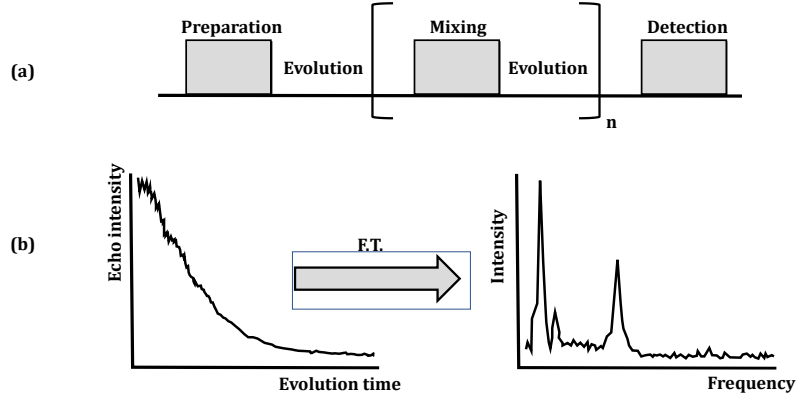 Preparation
Mixing
Detection
(a)
Evolution
Evolution
n
(b)
Echo intensity
F.T.
Intensity
Evolution time
Frequency